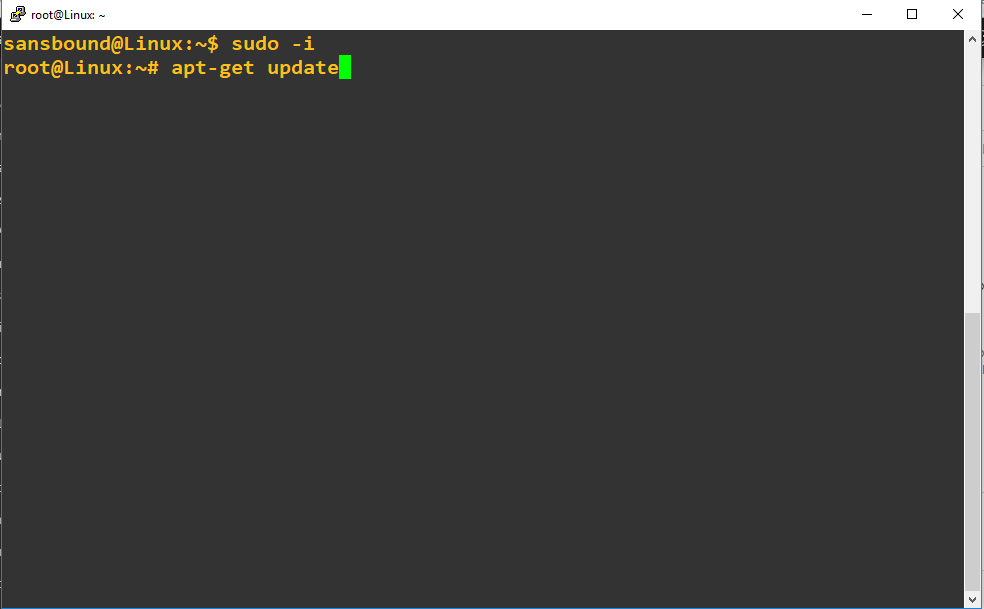 root@Linux: ~
sansbound@Linux:~$ sudo -i
root@Linux:~# apt-get update